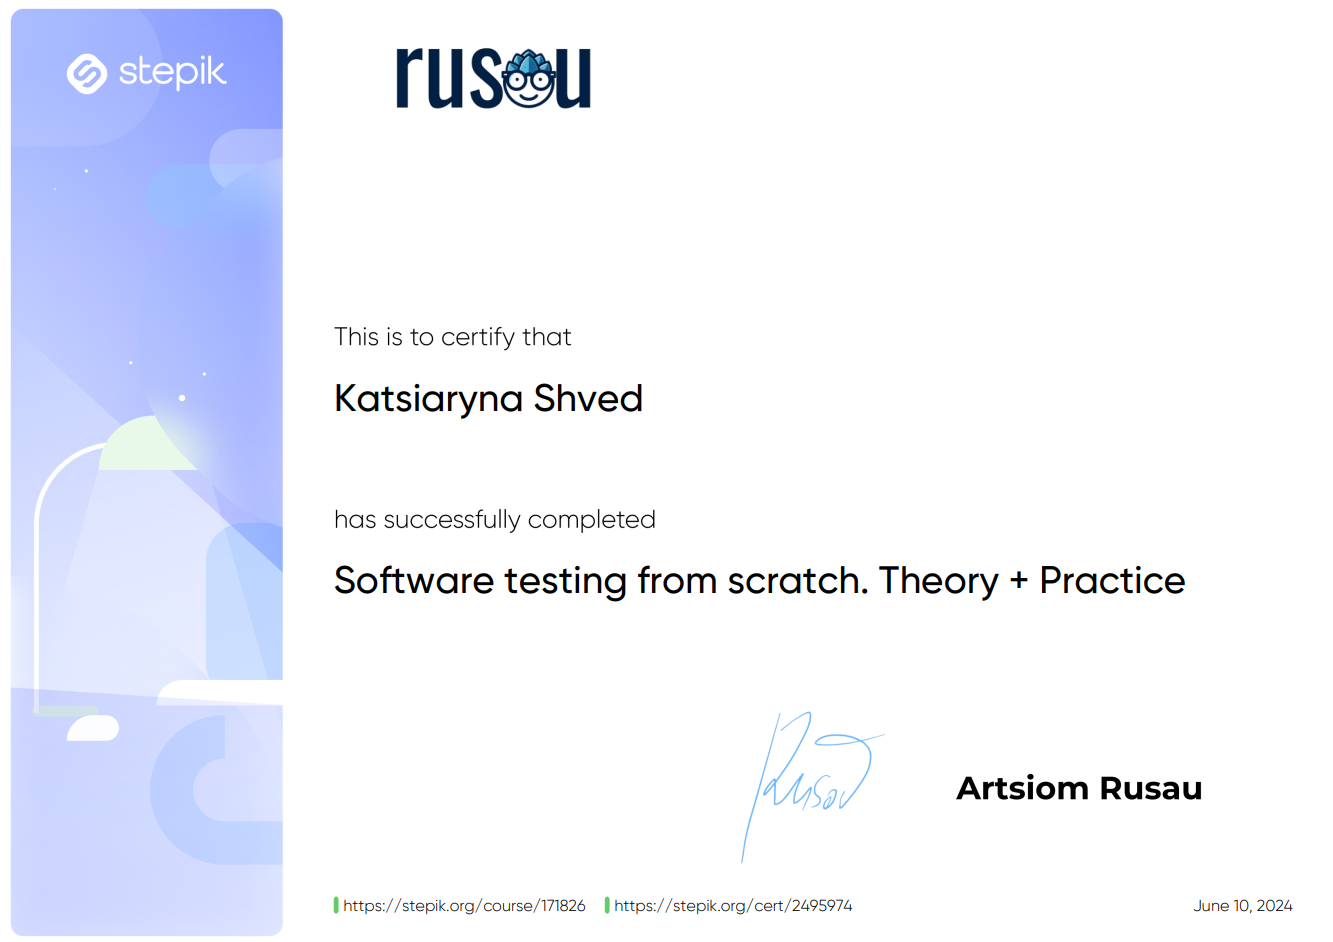 stepik
rusau
This is to certify that
Katsiaryna Shved
has successfully completed
Software testing from scratch. Theory + Practice
Rusau
Artsiom Rusau
https://stepik.org/course/171826
https://stepik.org/cert/2495974
June 10, 2024